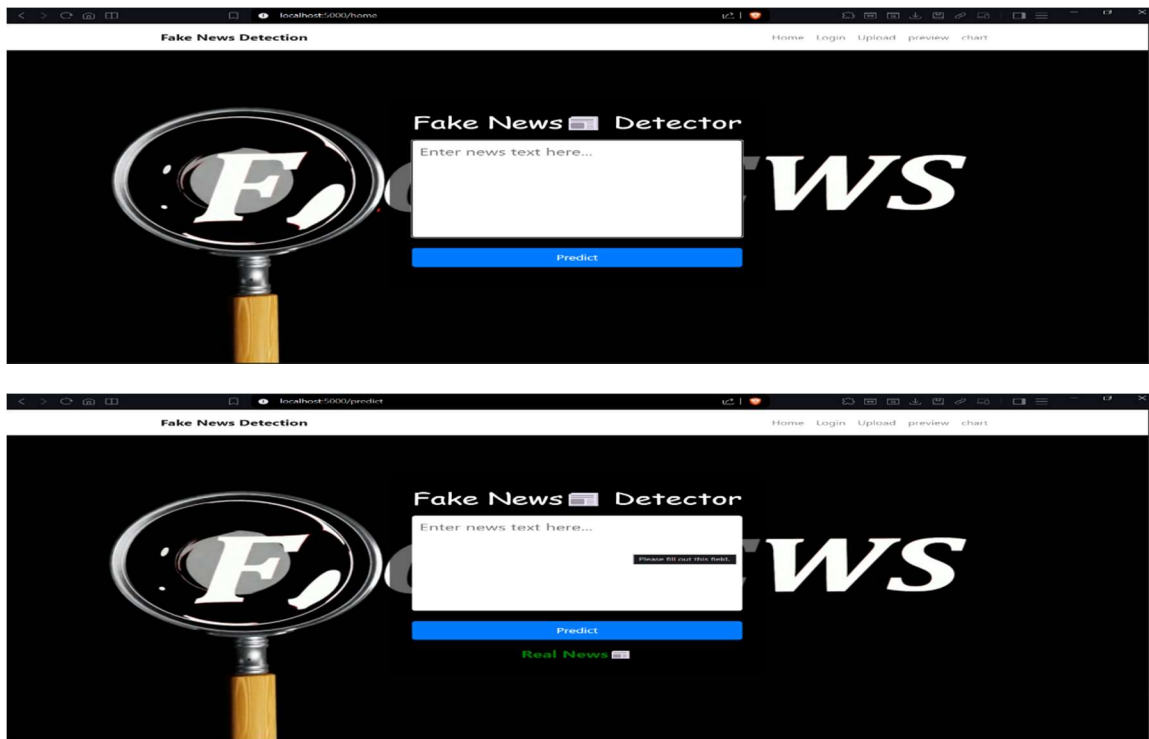 localhost:5000/home
Fake News Detection
Home Login Upload preview chart
Fake News Detector
Enter news text here...
F WS
Predict
localhost:5000/predict
Fake News Detection
Home Login Upload preview chart
Fake News Detector
Enter news text here...
Please fill out this field.
F WS
Predict
Real News